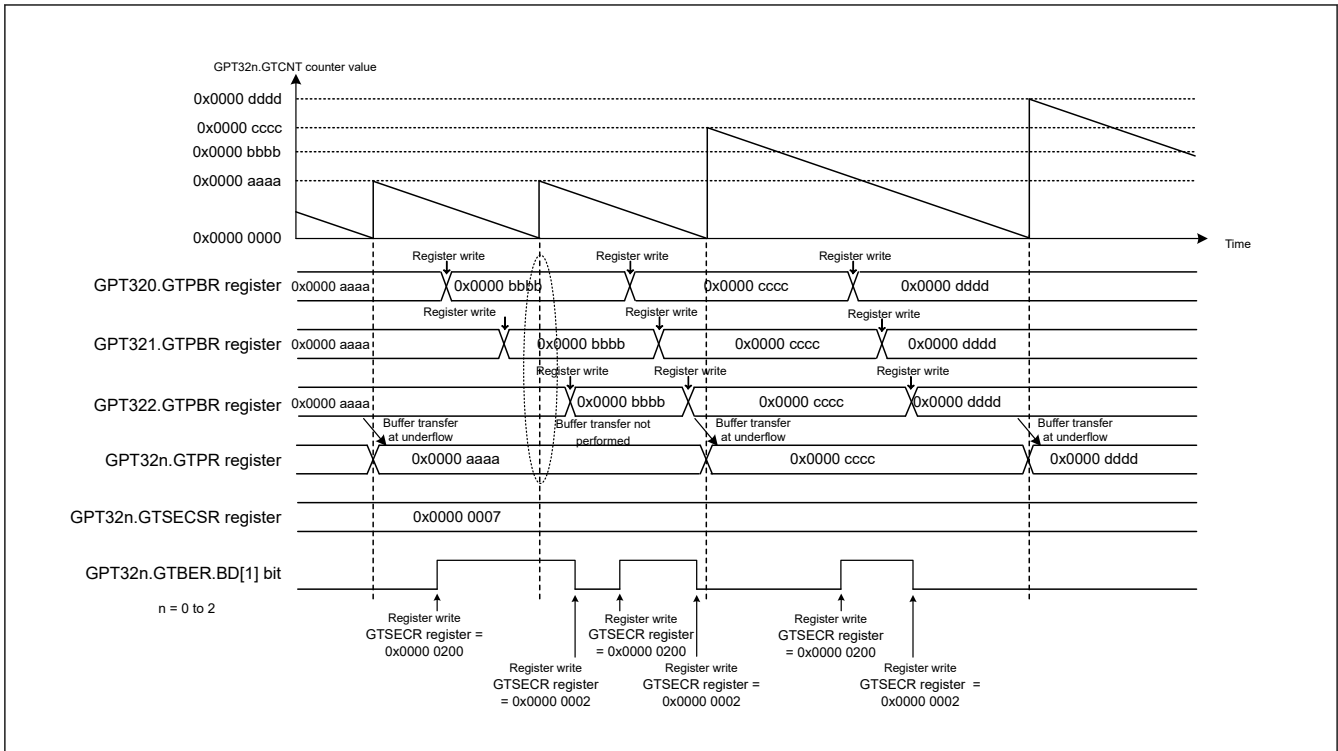 GPT32n.GTCNT counter value
0x0000 dddd
0x0000 cccc
0x0000 bbbb
0x0000 aaaa
0x0000 0000
Time
Register write Register write Register write
GPT320.GTPBR register 0x0000 aaaa 0x0000 bbbb 0x0000 cccc 0x0000 dddd
Register write Register write Register write
GPT321.GTPBR register 0x0000 aaaa 0x0000 bbbb 0x0000 cccc 0x0000 dddd
Register write Register write Register write
GPT322.GTPBR register 0x0000 aaaa 0x0000 bbbb 0x0000 cccc 0x0000 dddd
Buffer transfer Buffer transfer not Buffer transfer Buffer transfer
at underflow performed at underflow at underflow
GPT32n.GTPR register 0x0000 aaaa 0x0000 cccc 0x0000 dddd
GPT32n.GTSECSR register 0x0000 0007
GPT32n.GTBER.BD[1] bit
n = 0 to 2
Register write Register write Register write
GTSECR register = GTSECR register GTSECR register
0x0000 0200 = 0x0000 0200 = 0x0000 0200
Register write Register write Register write
GTSECR register GTSECR register = GTSECR register =
= 0x0000 0002 0x0000 0002 0x0000 0002